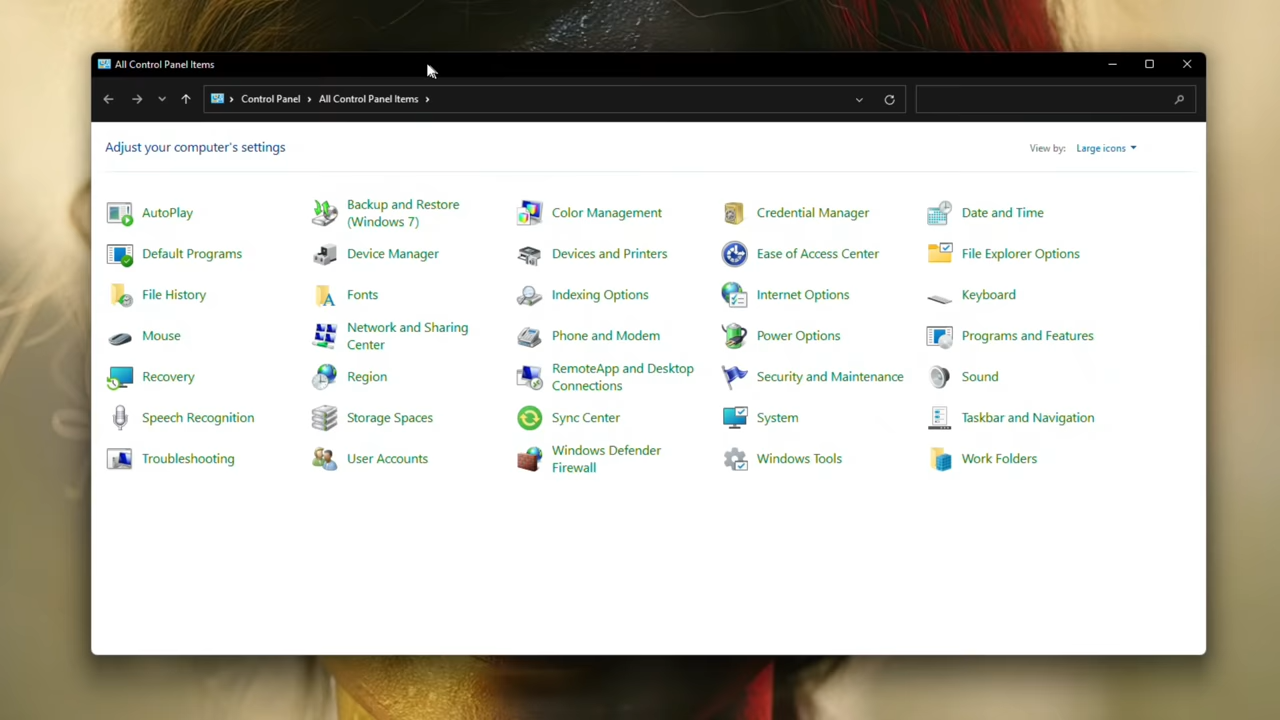 All Control Panel Items
Control Panel All Control Panel Items
Adjust your computer's settings
View by: Large icons
AutoPlay
Backup and Restore
(Windows 7)
Color Management
Credential Manager
Date and Time
Default Programs
Device Manager
Devices and Printers
Ease of Access Center
File Explorer Options
File History
Fonts
Indexing Options
Internet Options
Keyboard
Mouse
Network and Sharing
Center
Phone and Modem
Power Options
Programs and Features
Recovery
Region
RemoteApp and Desktop
Connections
Security and Maintenance
Sound
Speech Recognition
Storage Spaces
Sync Center
System
Taskbar and Navigation
Troubleshooting
User Accounts
Windows Defender
Firewall
Windows Tools
Work Folders